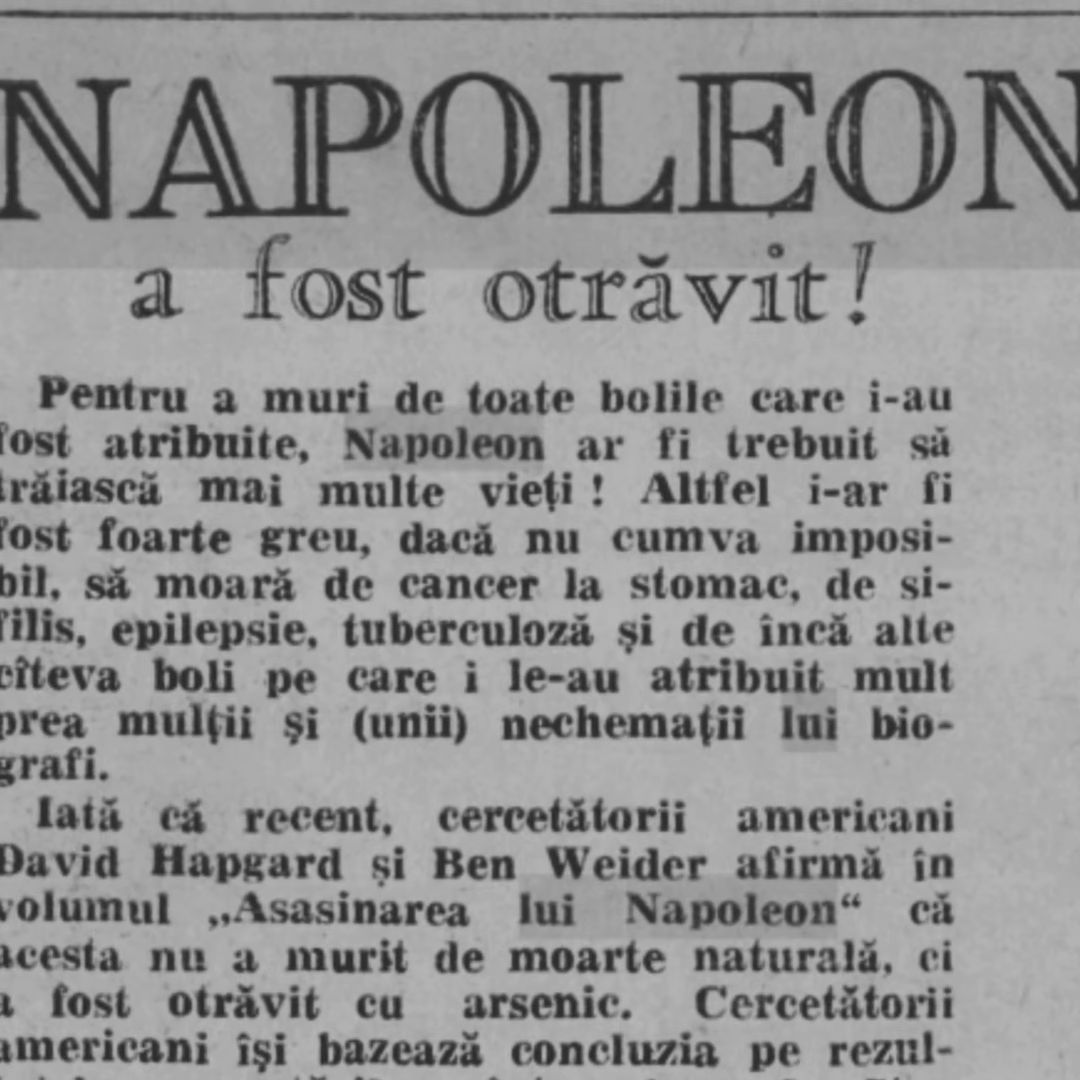 NAPOLEON
a fost otrăvit!
Pentru a muri de toate bolile care i-au
fost atribuite, Napoleon ar fi trebuit să
trăiască mai multe vieți ! Altfel i-ar fi
fost foarte greu, dacă nu cumva imposi-
bil, să moară de cancer la stomac, de si-
filis, epilepsie, tuberculoză și de încă alte
cîteva boli pe care i le-au atribuit mult
prea mulții și (unii) nechemații lui bio-
grafi.
Iată că recent, cercetătorii americani
David Hapgard și Ben Weider afirmă în
volumul „Asasinarea lui Napoleon“ că
acesta nu a murit de moarte naturală, ci
a fost otrăvit cu arsenic. Cercetătorii
americani își bazează concluzia pe rezul-